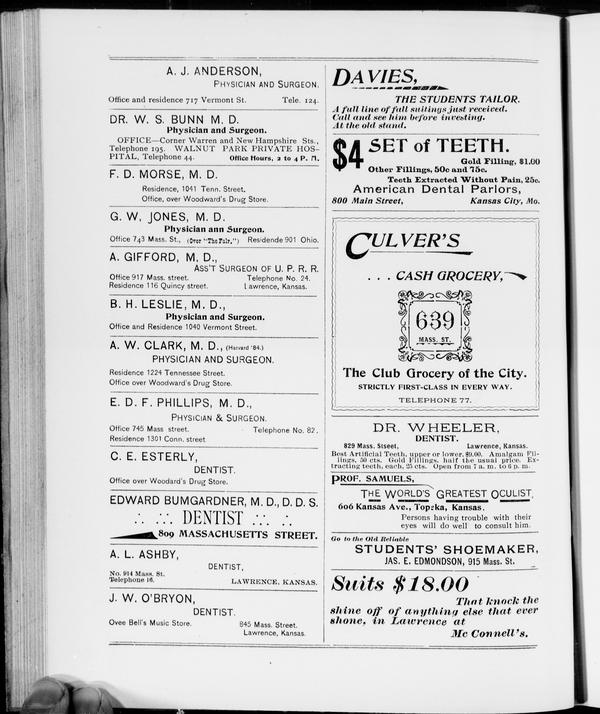 A. J. ANDERSON,
PHYSICIAN AND SURGEON.
Office and residence 717 Vermont St. Tele. 124.
DR. W. S. BUNN M. D.
Physician and Surgeon.
OFFICE—Corner Warren and New Hampshire Sts.,
Telephone 195. WALNUT PARK PRIVATE HOS-
PITAL, Telephone 44. Office Hours, 2 to 4 P. M.
F. D. MORSE, M. D.
Residence, 1041 Tenn. Street.
Office, over Woodward's Drug Store.
G. W, JONES, M. D.
Physician ann Surgeon.
Office 743 Mass. St., (Over "The Fair,") Residende 901 Ohio.
A. GIFFORD, M. D.,
ASS'T SURGEON OF U. P. R. R.
Office 917 Mass. street. Telephone No. 24.
Residence 116 Quincy street. Lawrence, Kansas.
B. H. LESLIE, M. D.,
Physician and Surgeon.
Office and Residence 1040 Vermont Street.
A. W. CLARK, M. D., (Harvard '84.)
PHYSICIAN AND SURGEON.
Residence 1224 Tennessee Street.
Office over Woodward's Drug Store.
E. D. F. PHILLIPS, M. D.,
PHYSICIAN & SURGEON.
Office 745 Mass street. Telephone No. 82.
Residence 1301 Conn. street
C. E. ESTERLY,
DENTIST.
Office over Woodard's Drug Store.
EDWARD BUMGARDNER, M. D., D. D. S.
DENTIST
809 MASSACHUSETTS STREET.
A. L. ASHBY,
DENTIST,
No. 914 Mass. St.
Telephone 16. LAWRENCE, KANSAS.
J. W. O'BRYON,
DENTIST.
Ovee Bell's Music Store. 845 Mass. Street.
Lawrence, Kansas.
DAVIES,
THE STUDENTS TAILOR.
A full line of fall suitings just received.
Call and see him before investing.
At the old stand.
$4 SET of TEETH.
Gold Filling, $1.00
Other Fillings, 50c and 75c.
Teeth Extracted Without Pain, 25c.
American Dental Parlors,
800 Main Street, Kansas City, Mo.
CULVER'S
. . . CASH GROCERY,
639
MASS. ST.
The Club Grocery of the City.
STRICTLY FIRST-CLASS IN EVERY WAY.
TELEPHONE 77.
DR. WHEELER,
DENTIST.
829 Mass. Stseet, Lawrence, Kansas.
Best Artificial Teeth, upper or lower, $9.00. Amalgam Fil-
lings, 50 cts. Gold Fillings, half the usual price. Ex-
tracting teeth, each, 25 cts. Open from 7 a. m. to 6 p. m.
PROF. SAMUELS,
THE WORLD'S GREATEST OCULIST,
606 Kansas Ave., Topeka, Kansas.
Persons having trouble with their
eyes will do well to consult him.
Go to the Old Reliable
STUDENTS' SHOEMAKER,
JAS. E. EDMONDSON, 915 Mass. St.
Suits $18.00
That knock the
shine off of anything else that ever
shone, in Lawrence at
Mc Connell's.